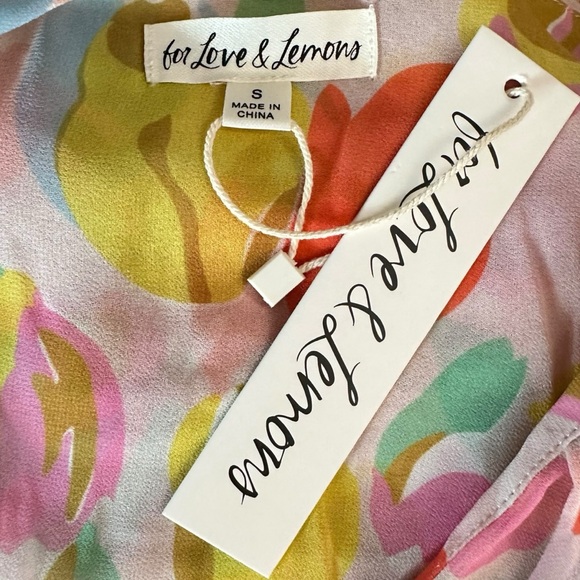 for Love & Lemons
S
MADE IN
CHINA
for Love & Lemons